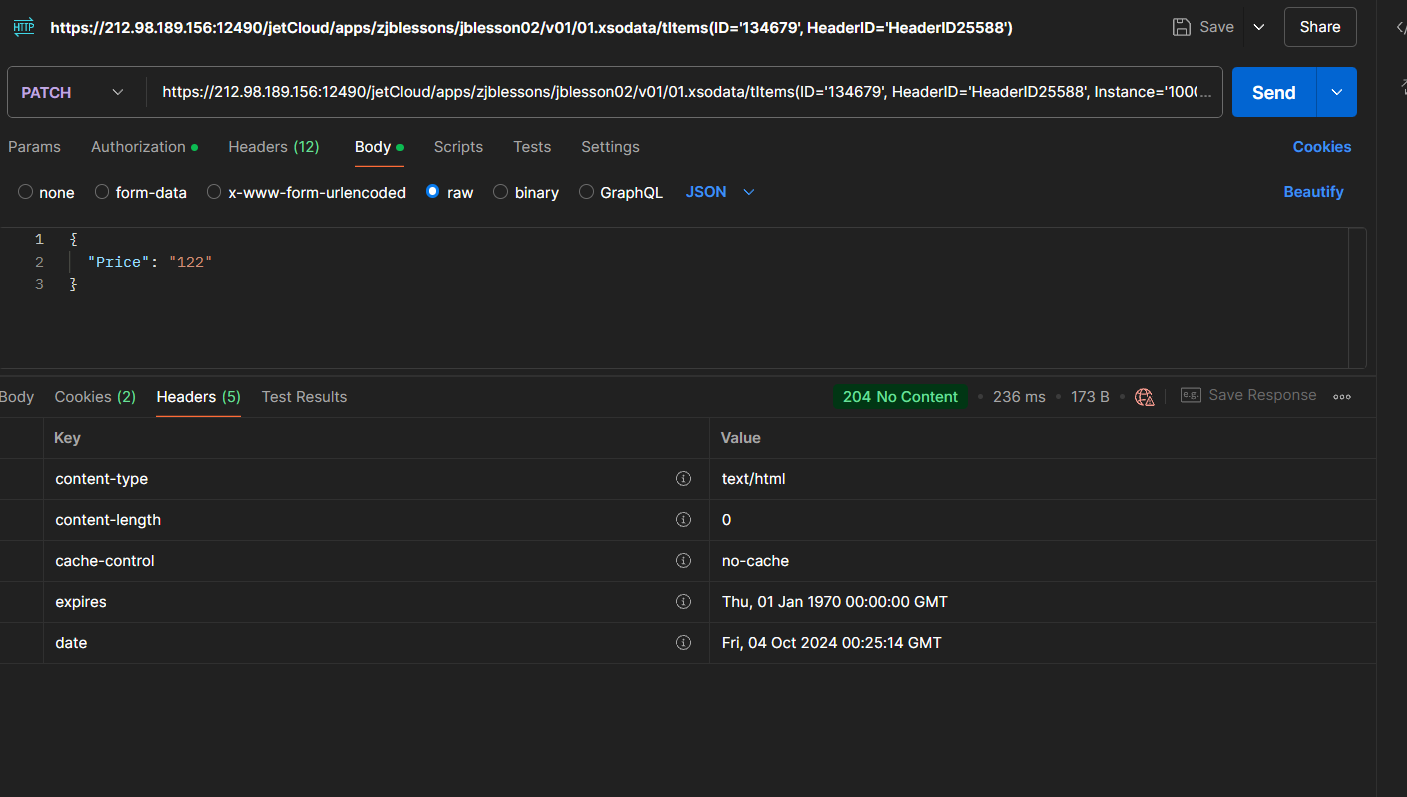 HTTP https://212.98.189.156:12490/jetCloud/apps/zjblessons/jblesson02/v01/01.xsodata/tItems(ID='134679', HeaderID='HeaderID25588') Save Share
PATCH https://212.98.189.156:12490/jetCloud/apps/zjblessons/jblesson02/v01/01.xsodata/tItems(ID='134679', HeaderID='HeaderID25588', Instance='100(... Send
Params Authorization Headers (12) Body Scripts Tests Settings Cookies
none form-data x-www-form-urlencoded raw binary GraphQL JSON Beautify
1 {
2 "Price": "122"
3 }
Body Cookies (2) Headers (5) Test Results 204 No Content 236 ms 173 B e.g. Save Response
Key Value
content-type text/html
content-length 0
cache-control no-cache
expires Thu, 01 Jan 1970 00:00:00 GMT
date Fri, 04 Oct 2024 00:25:14 GMT